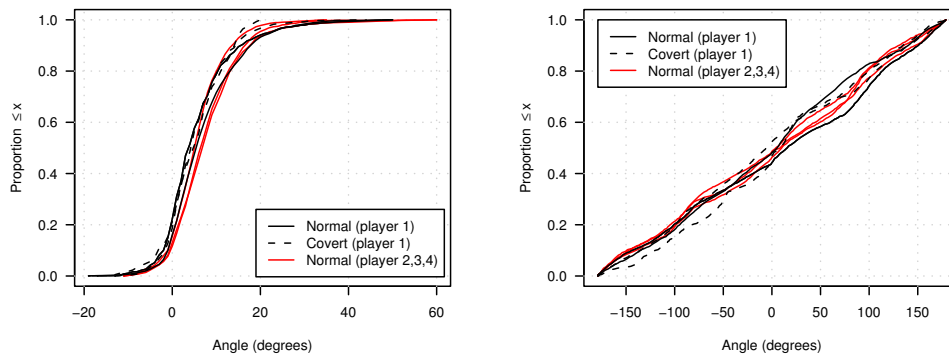 1.0
0.8
0.6
0.4
0.2
0.0
Proportion ≤ x
Normal (player 1)
Covert (player 1)
Normal (player 2,3,4)
−20 0 20 40 60
Angle (degrees)
1.0
0.8
0.6
0.4
0.2
0.0
Proportion ≤ x
Normal (player 1)
Covert (player 1)
Normal (player 2,3,4)
−150 −100 −50 0 50 100 150
Angle (degrees)